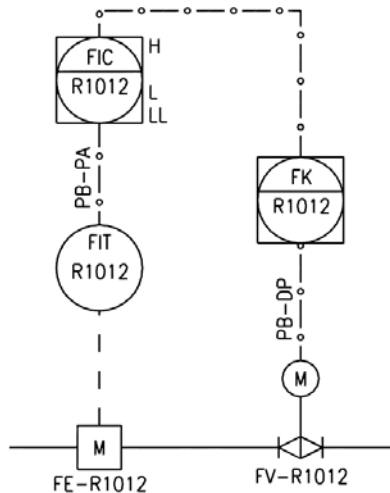 FIC
R1012
H
L
LL
PB-PA
FIT
R1012
FK
R1012
PB-DP
M
M
FE-R1012
FV-R1012